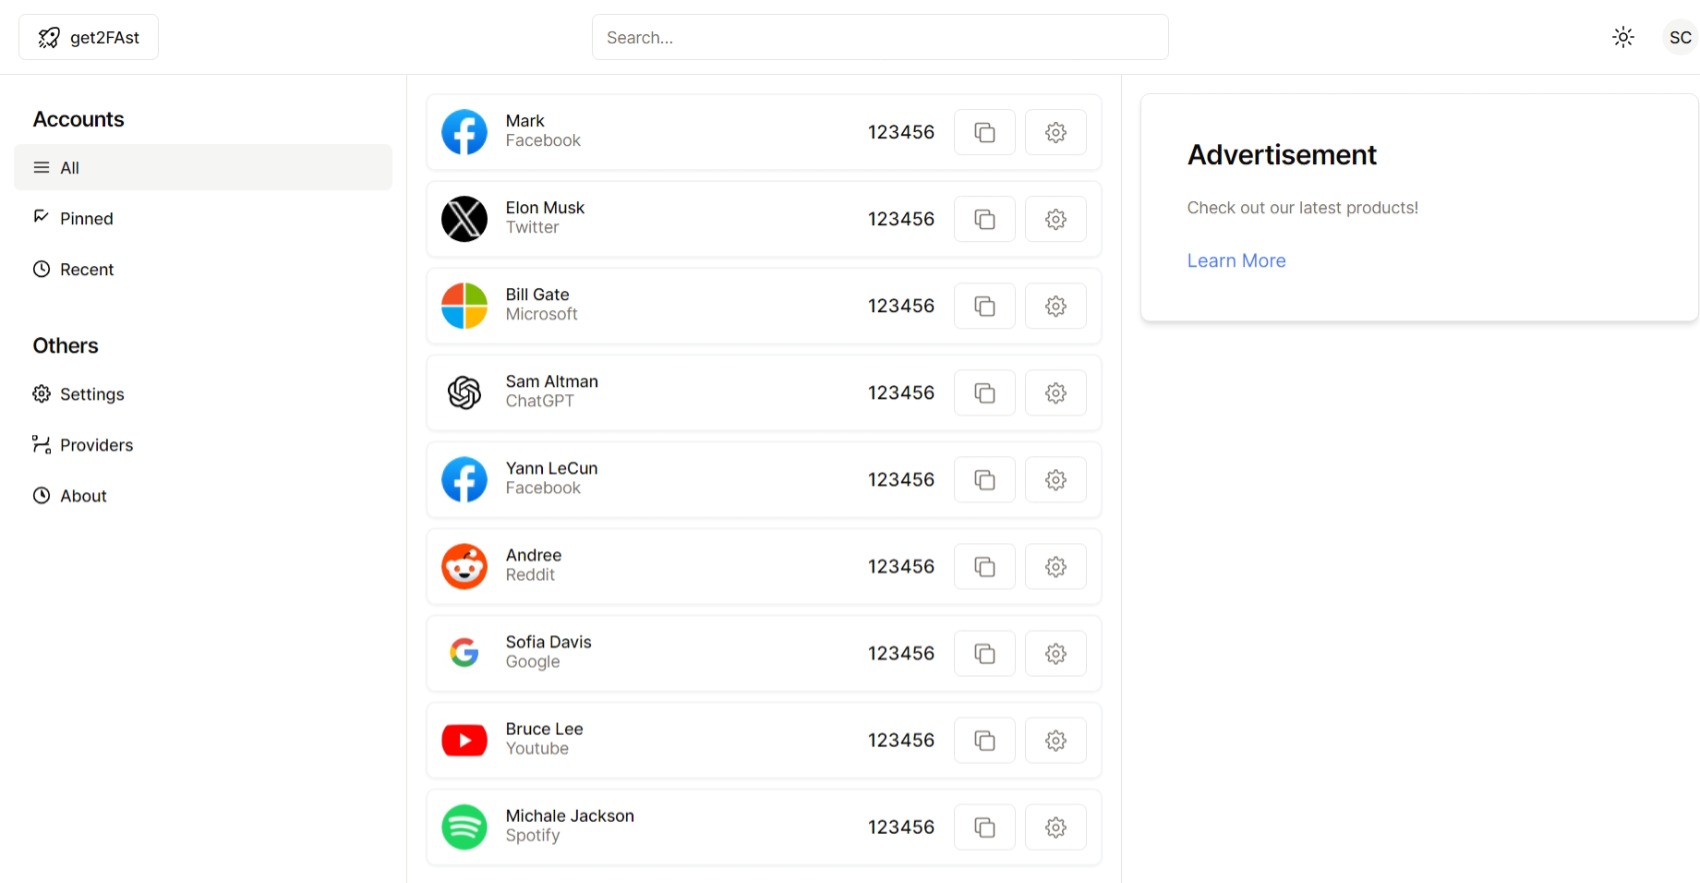 get2FAst
Search...
SC
Accounts
All
Pinned
Recent
Others
Settings
Providers
About
Mark
Facebook
123456
Elon Musk
Twitter
123456
Bill Gate
Microsoft
123456
Sam Altman
ChatGPT
123456
Yann LeCun
Facebook
123456
Andree
Reddit
123456
Sofia Davis
Google
123456
Bruce Lee
Youtube
123456
Michale Jackson
Spotify
123456
Advertisement
Check out our latest products!
Learn More